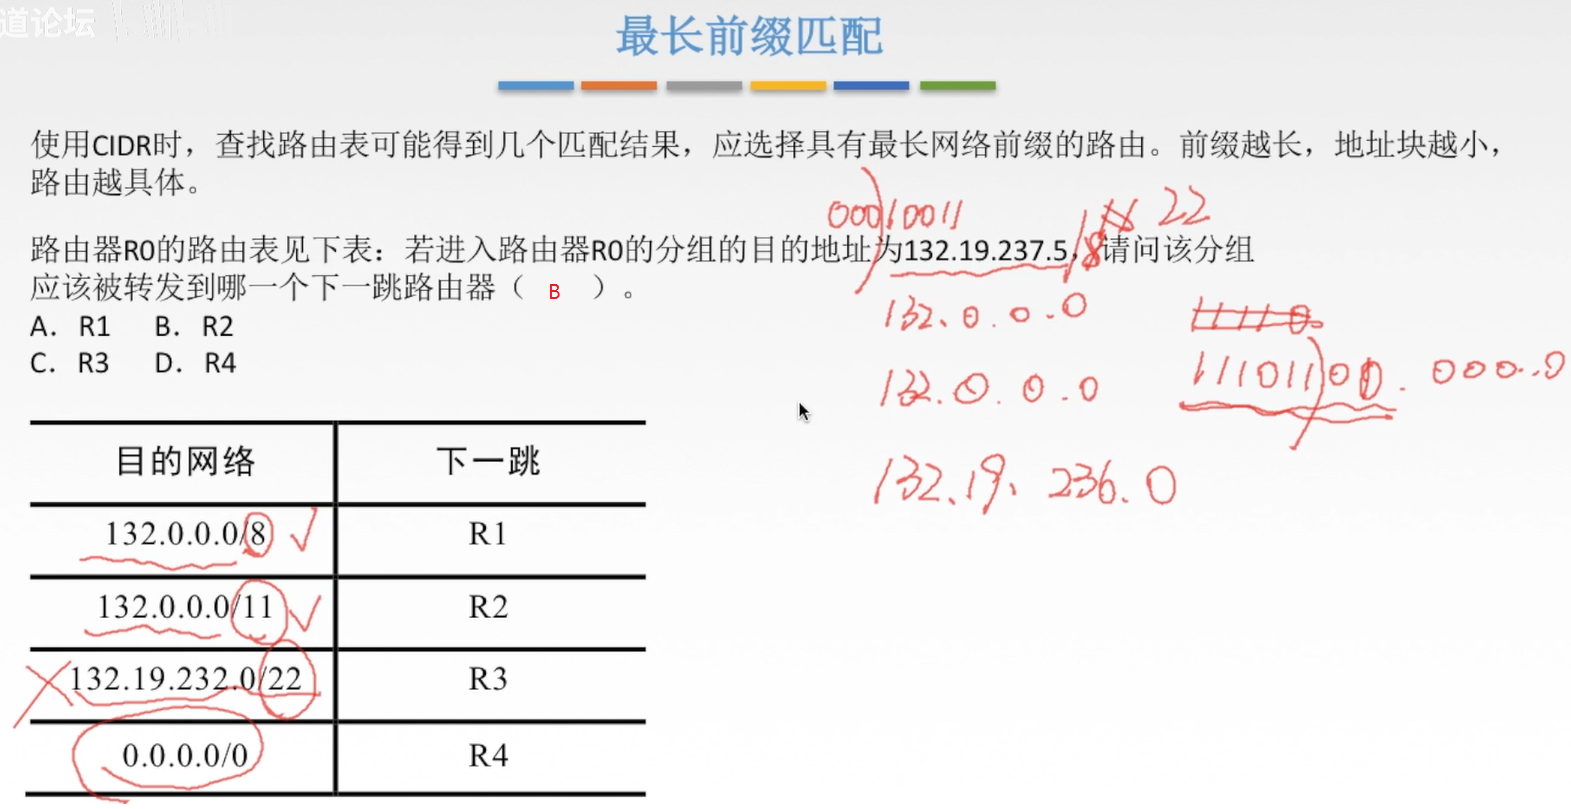 道论坛
最长前缀匹配
使用CIDR时，查找路由表可能得到几个匹配结果，应选择具有最长网络前缀的路由。前缀越长，地址块越小，
路由越具体。
00010011
22
路由器R0的路由表见下表：若进入路由器R0的分组的目的地址为132.19.237.5，请问该分组
/8
应该被转发到哪一个下一跳路由器（ B ）。
132.0.0.0
A. R1 B. R2
C. R3 D. R4
132.0.0.0
11101100.000..0
132.19.236.0
目的网络 下一跳
132.0.0.0/8 R1
132.0.0.0/11 R2
132.19.232.0/22 R3
0.0.0.0/0 R4